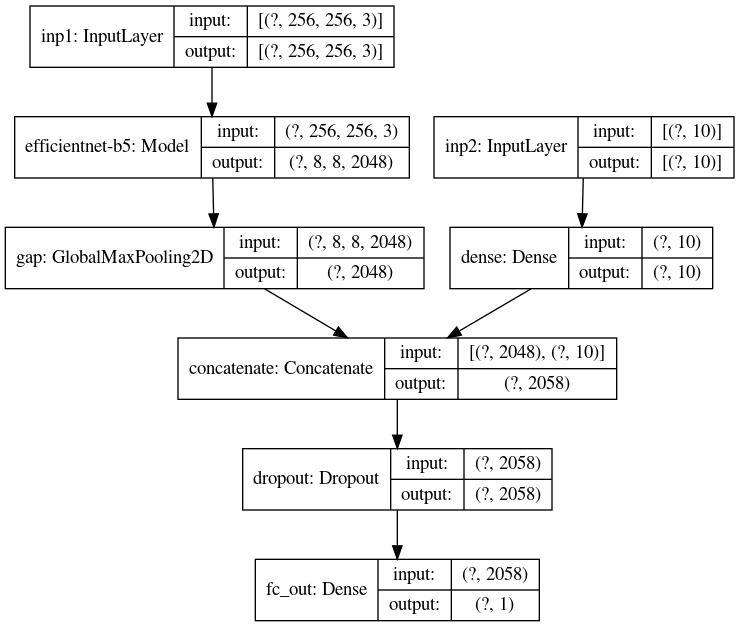 inp1: InputLayer
input:
[(?, 256, 256, 3)]
output:
[(?, 256, 256, 3)]
efficientnet-b5: Model
input:
(?, 256, 256, 3)
output:
(?, 8, 8, 2048)
inp2: InputLayer
input:
[(?, 10)]
output:
[(?, 10)]
gap: GlobalMaxPooling2D
input:
(?, 8, 8, 2048)
output:
(?, 2048)
dense: Dense
input:
(?, 10)
output:
(?, 10)
concatenate: Concatenate
input:
[(?, 2048), (?, 10)]
output:
(?, 2058)
dropout: Dropout
input:
(?, 2058)
output:
(?, 2058)
fc_out: Dense
input:
(?, 2058)
output:
(?, 1)